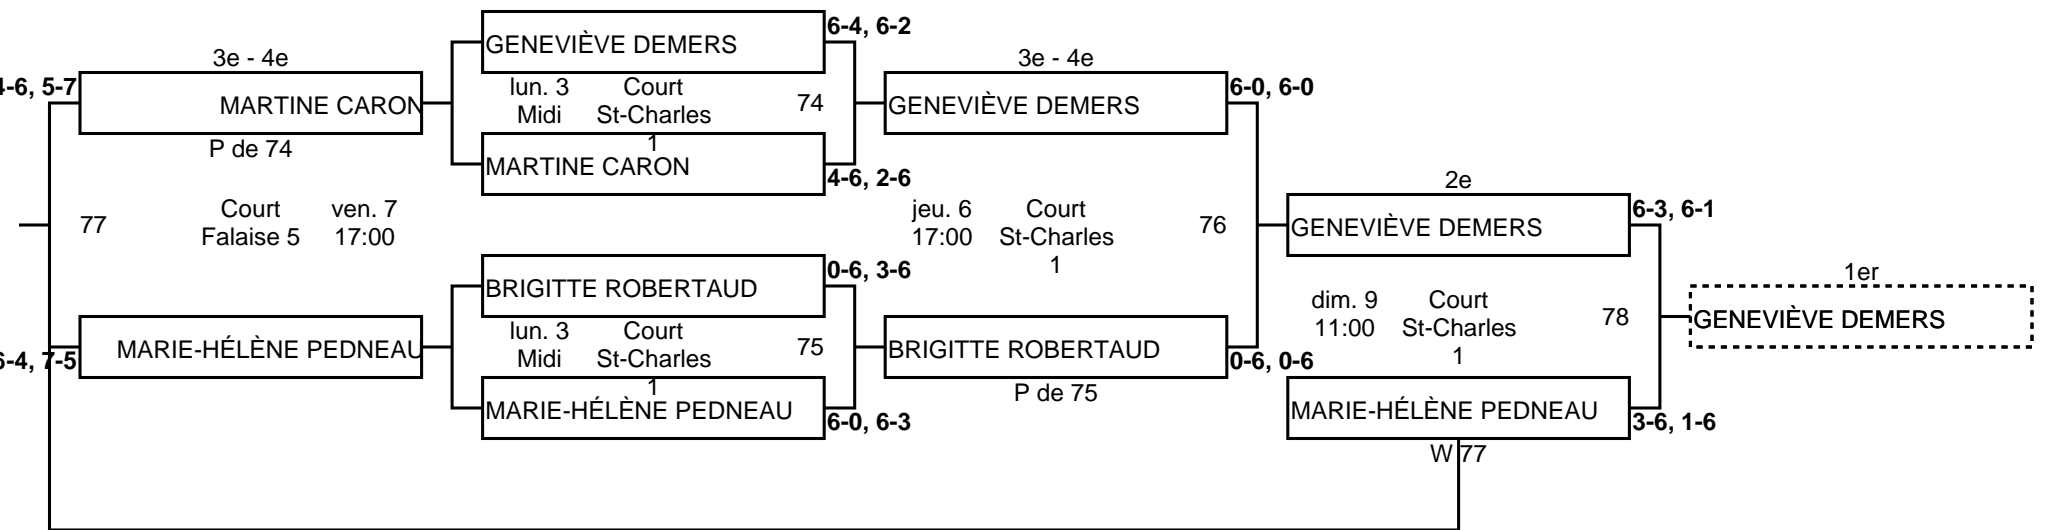 3e - 4e
4-6, 5-7
MARTINE CARON
P de 74
77
Court
Falaise 5
ven. 7
17:00
6-4, 7-5
MARIE-HÉLÈNE PEDNEAU
GENEVIÈVE DEMERS
6-4, 6-2
lun. 3
Midi
Court
St-Charles
1
74
MARTINE CARON
4-6, 2-6
BRIGITTE ROBERTAUD
0-6, 3-6
lun. 3
Midi
Court
St-Charles
1
75
MARIE-HÉLÈNE PEDNEAU
6-0, 6-3
3e - 4e
GENEVIÈVE DEMERS
6-0, 6-0
jeu. 6
17:00
Court
St-Charles
1
76
BRIGITTE ROBERTAUD
0-6, 0-6
P de 75
2e
GENEVIÈVE DEMERS
6-3, 6-1
dim. 9
11:00
Court
St-Charles
1
78
MARIE-HÉLÈNE PEDNEAU
3-6, 1-6
W 77
1er
GENEVIÈVE DEMERS